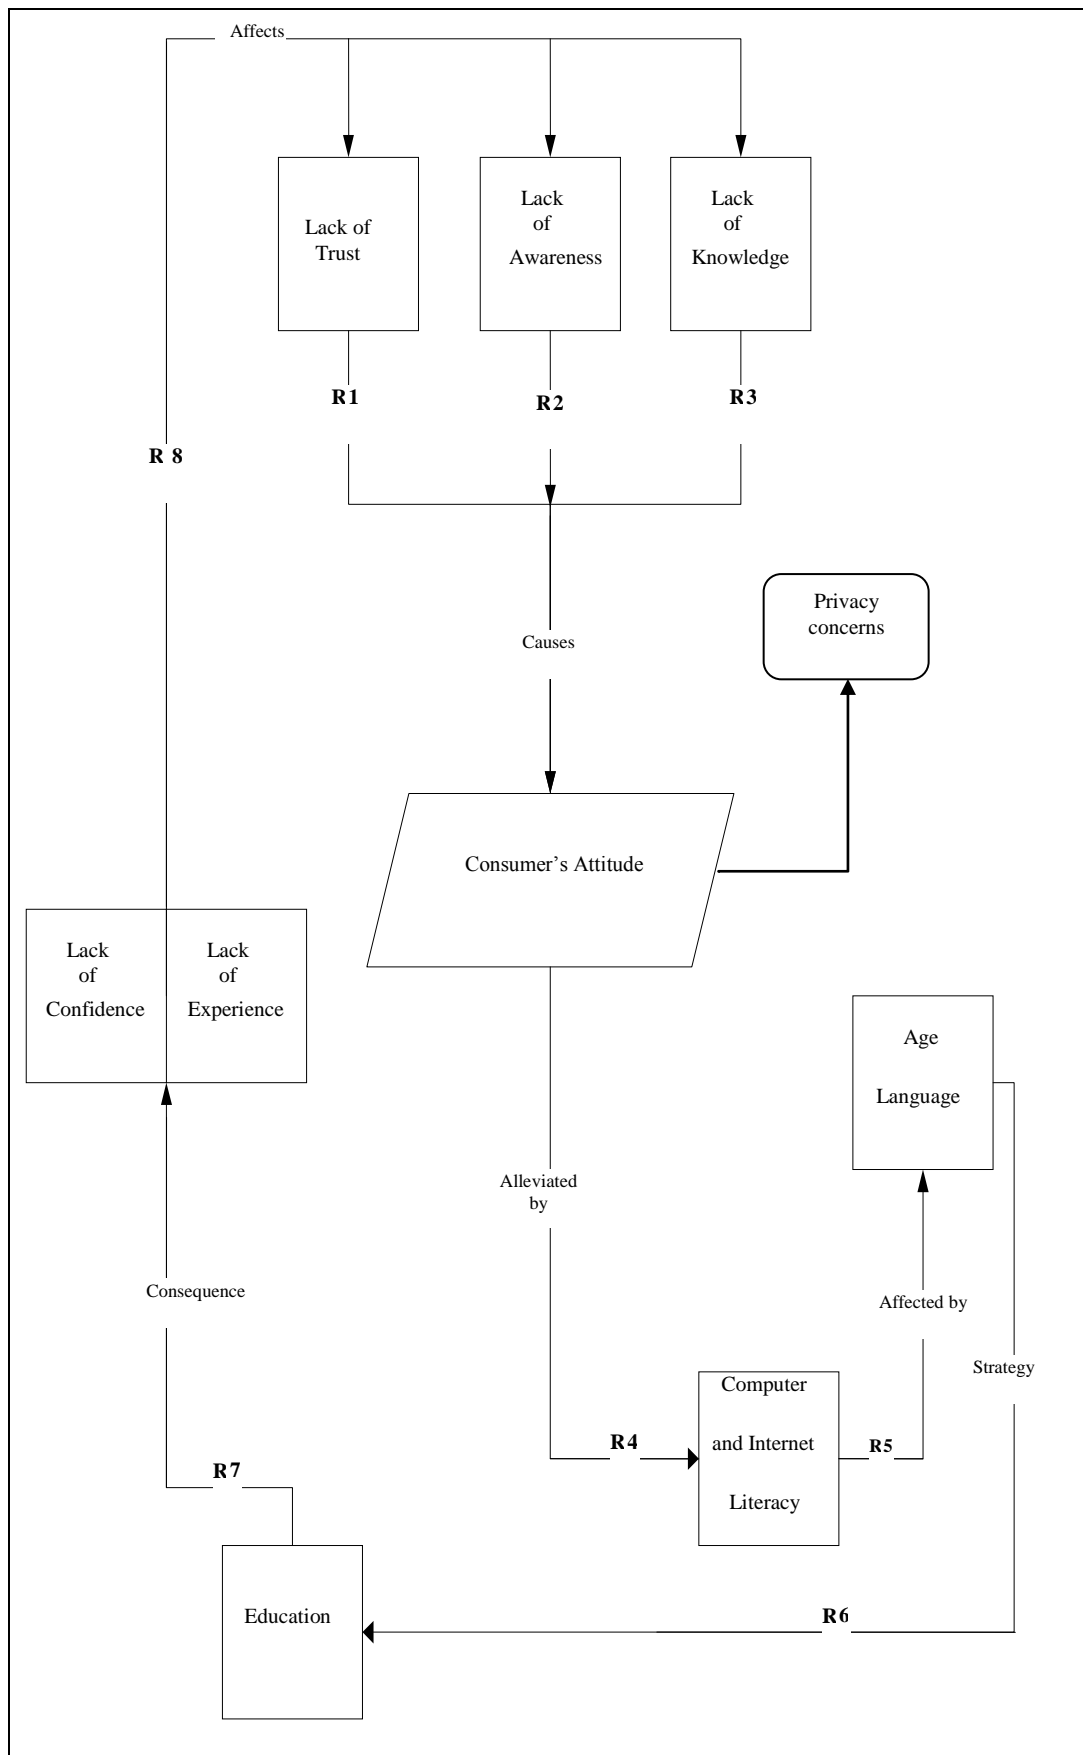 Affects
Lack of
Trust
Lack
of
Awareness
Lack
of
Knowledge
R1
R2
R3
R8
Privacy
concerns
Causes
Consumer’s Attitude
Lack
of
Confidence
Lack
of
Experience
Age
Language
Alleviated
by
Consequence
Affected by
Strategy
Computer
and Internet
Literacy
R4
R5
R7
Education
R6